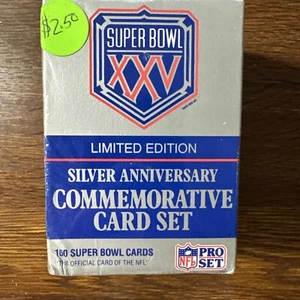 $2.50
SUPER BOWL
XXV
LIMITED EDITION
SILVER ANNIVERSARY
COMMEMORATIVE
CARD SET
160 SUPER BOWL CARDS
THE OFFICIAL CARD OF THE NFL
NFL PRO
SET